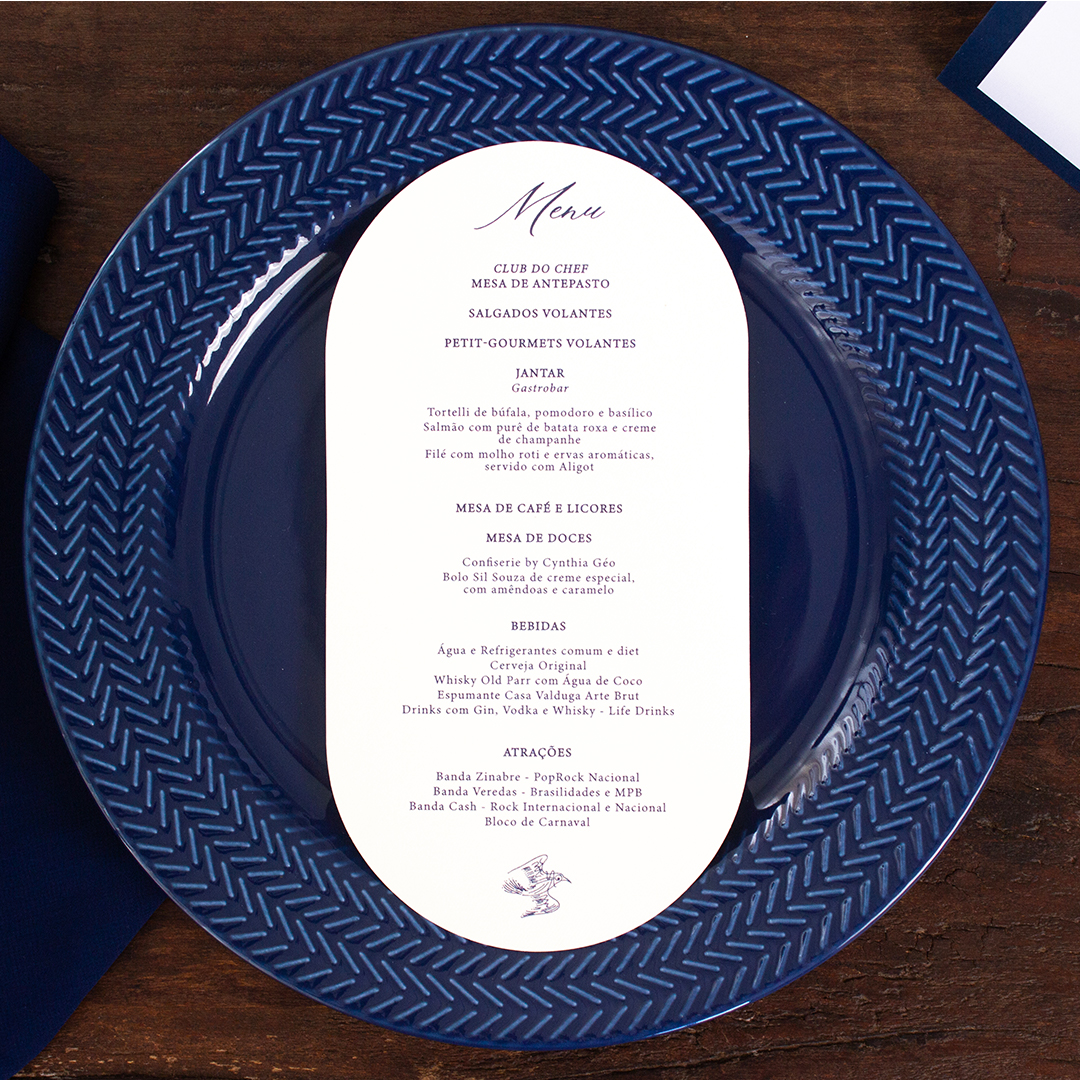 Menu
CLUB DO CHEF
MESA DE ANTEPASTO
SALGADOS VOLANTES
PETIT-GOURMETS VOLANTES
JANTAR
Gastrobar
Tortelli de búfala, pomodoro e basílico
Salmão com purê de batata roxa e creme
de champanhe
Filé com molho roti e ervas aromáticas,
servido com Aligot
MESA DE CAFÉ E LICORES
MESA DE DOCES
Confiserie by Cynthia Géo
Bolo Sil Souza de creme especial,
com amêndoas e caramelo
BEBIDAS
Água e Refrigerantes comum e diet
Cerveja Original
Whisky Old Parr com Água de Coco
Espumante Casa Valduga Arte Brut
Drinks com Gin, Vodka e Whisky - Life Drinks
ATRAÇÕES
Banda Zinabre - PopRock Nacional
Banda Veredas - Brasilidades e MPB
Banda Cash - Rock Internacional e Nacional
Bloco de Carnaval